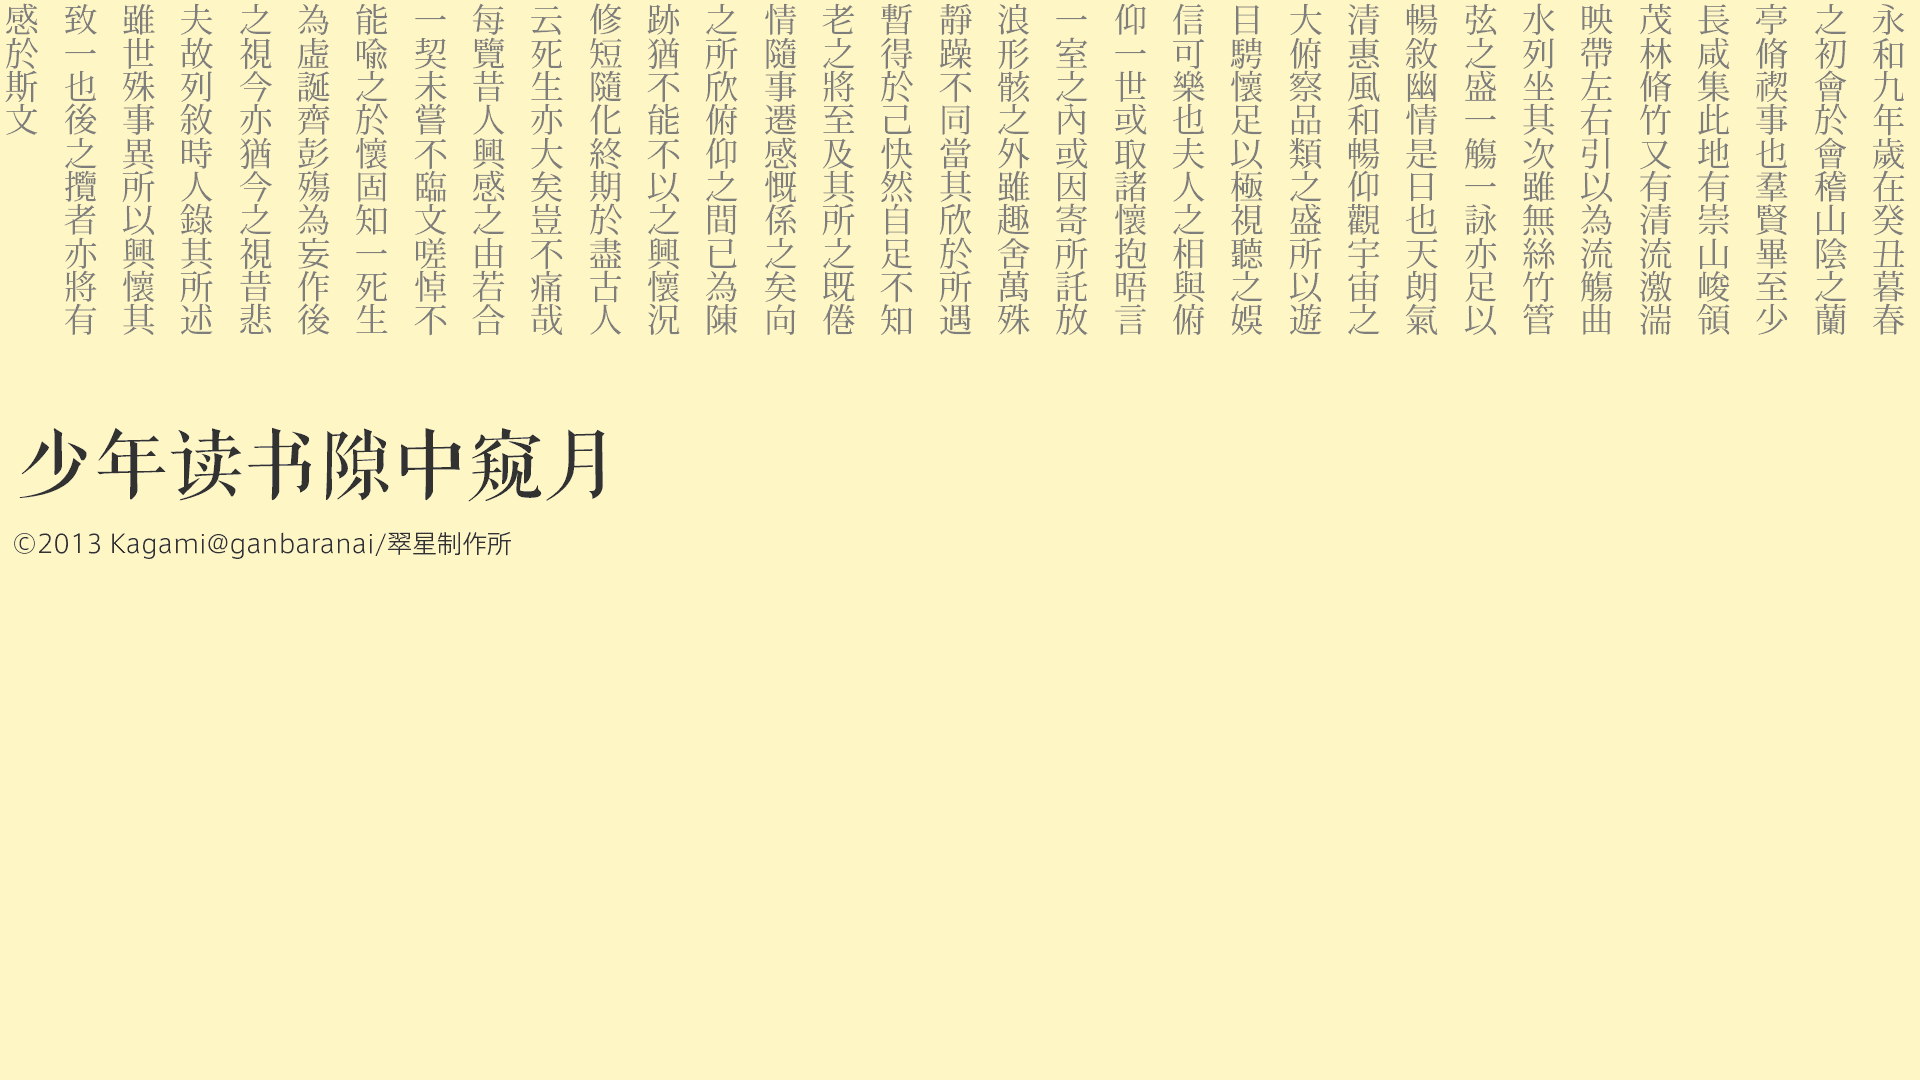 永和九年歲在癸丑暮春
之初會於會稽山陰之蘭
亭脩禊事也羣賢畢至少
長咸集此地有崇山峻領
茂林脩竹又有清流激湍
映帶左右引以為流觴曲
水列坐其次雖無絲竹管
弦之盛一觴一詠亦足以
暢敘幽情是日也天朗氣
清惠風和暢仰觀宇宙之
大俯察品類之盛所以遊
目騁懷足以極視聽之娛
信可樂也夫人之相與俯
仰一世或取諸懷抱晤言
一室之內或因寄所託放
浪形骸之外雖趣舍萬殊
靜躁不同當其欣於所遇
暫得於己快然自足不知
老之將至及其所之既倦
情隨事遷感慨係之矣向
之所欣俯仰之間已為陳
跡猶不能不以之興懷況
修短隨化終期於盡古人
云死生亦大矣豈不痛哉
每覽昔人興感之由若合
一契未嘗不臨文嗟悼不
能喩之於懷固知一死生
為虛誕齊彭殤為妄作後
之視今亦猶今之視昔悲
夫故列敘時人錄其所述
雖世殊事異所以興懷其
致一也後之攬者亦將有
感於斯文
少年读书隙中窥月
©2013 Kagami@ganbaranai/翠星制作所